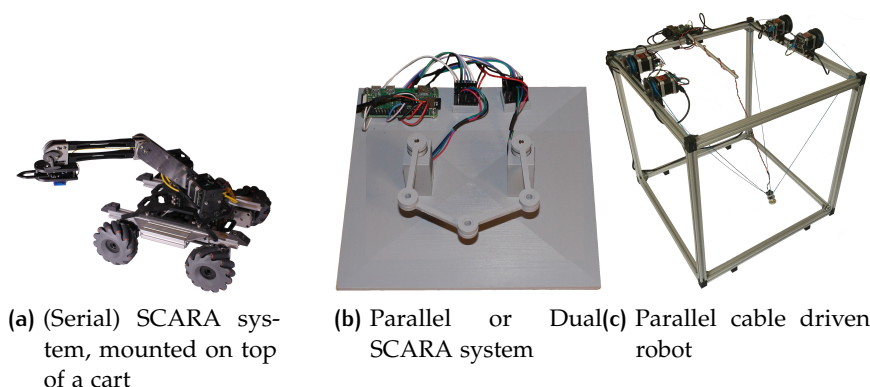 (a) (Serial) SCARA sys-
tem, mounted on top
of a cart
(b) Parallel or Dual
SCARA system
(c) Parallel cable driven
robot